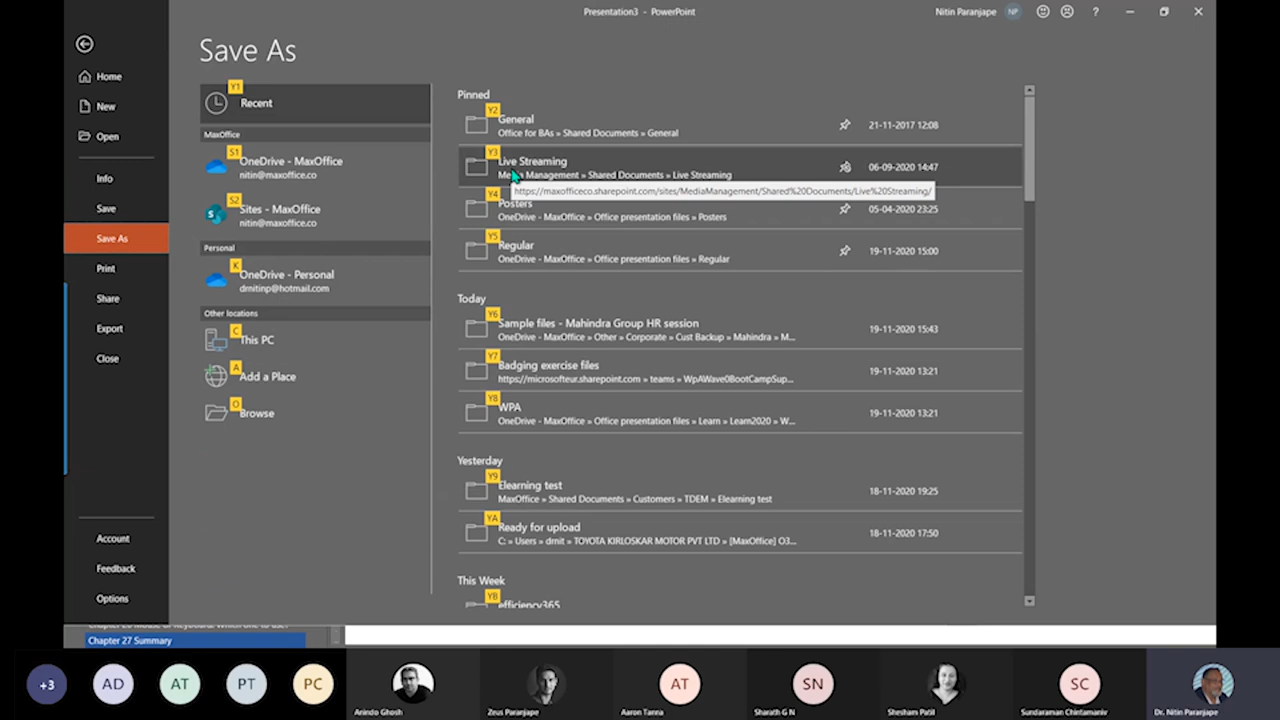 Presentation3 - PowerPoint
Nitin Paranjape
NP
?
Save As
Home
New
Open
Info
Save
Save As
Print
Share
Export
Close
Account
Feedback
Options
Y1
Recent
MaxOffice
S1
OneDrive - MaxOffice
nitin@maxoffice.co
S2
Sites - MaxOffice
nitin@maxoffice.co
Personal
K
OneDrive - Personal
drnitinp@hotmail.com
Other locations
C
This PC
A
Add a Place
O
Browse
Pinned
Y2
General
Office for BAs » Shared Documents » General
21-11-2017 12:08
Y3
Live Streaming
Media Management » Shared Documents » Live Streaming
06-09-2020 14:47
https://maxofficeco.sharepoint.com/sites/MediaManagement/Shared%20Documents/Live%20Streaming/
Y4
Posters
OneDrive - MaxOffice » Office presentation files » Posters
05-04-2020 23:25
Y5
Regular
OneDrive - MaxOffice » Office presentation files » Regular
19-11-2020 15:00
Today
Y6
Sample files - Mahindra Group HR session
OneDrive - MaxOffice » Other » Corporate » Cust Backup » Mahindra » M...
19-11-2020 15:43
Y7
Badging exercise files
https://microsofteur.sharepoint.com » teams » WpAWave0BootCampSup...
19-11-2020 13:21
Y8
WPA
OneDrive - MaxOffice » Office presentation files » Learn » Learn2020 » W...
19-11-2020 13:21
Yesterday
Y9
Elearning test
MaxOffice » Shared Documents » Customers » TDEM » Elearning test
18-11-2020 19:25
YA
Ready for upload
C: » Users » drnit » TOYOTA KIRLOSKAR MOTOR PVT LTD » [MaxOffice] O3...
18-11-2020 17:50
This Week
YB
efficiency365
Chapter 27 Summary
+3
AD
AT
PT
PC
AT
SN
SC
Anindo Ghosh
Zeus Paranjape
Aaron Tanna
Sharath G N
Shesham Patil
Sundaraman Chintamani
Dr. Nitin Paranjape